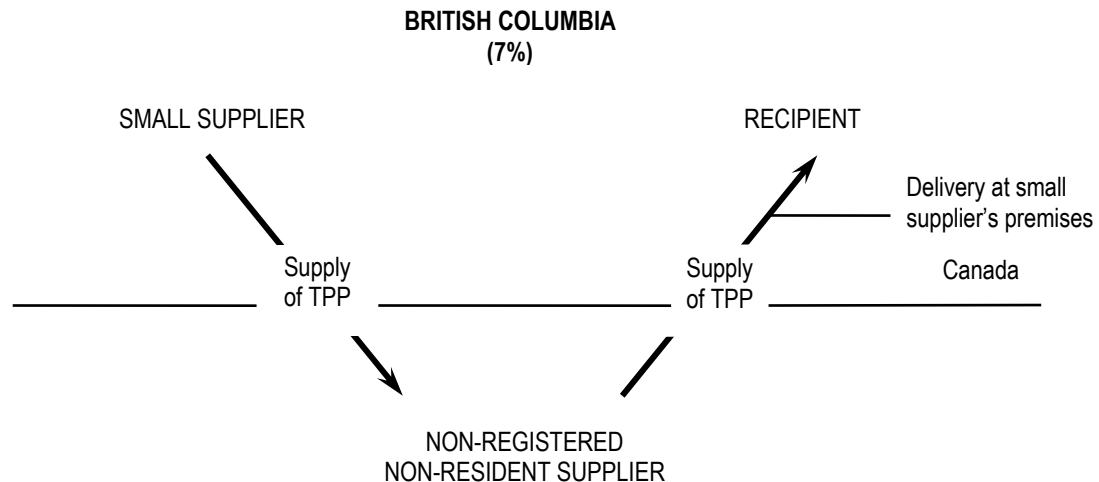 BRITISH COLUMBIA
(7%)
SMALL SUPPLIER
RECIPIENT
Delivery at small
supplier's premises
Supply
of TPP
Supply
of TPP
Canada
NON-REGISTERED
NON-RESIDENT SUPPLIER